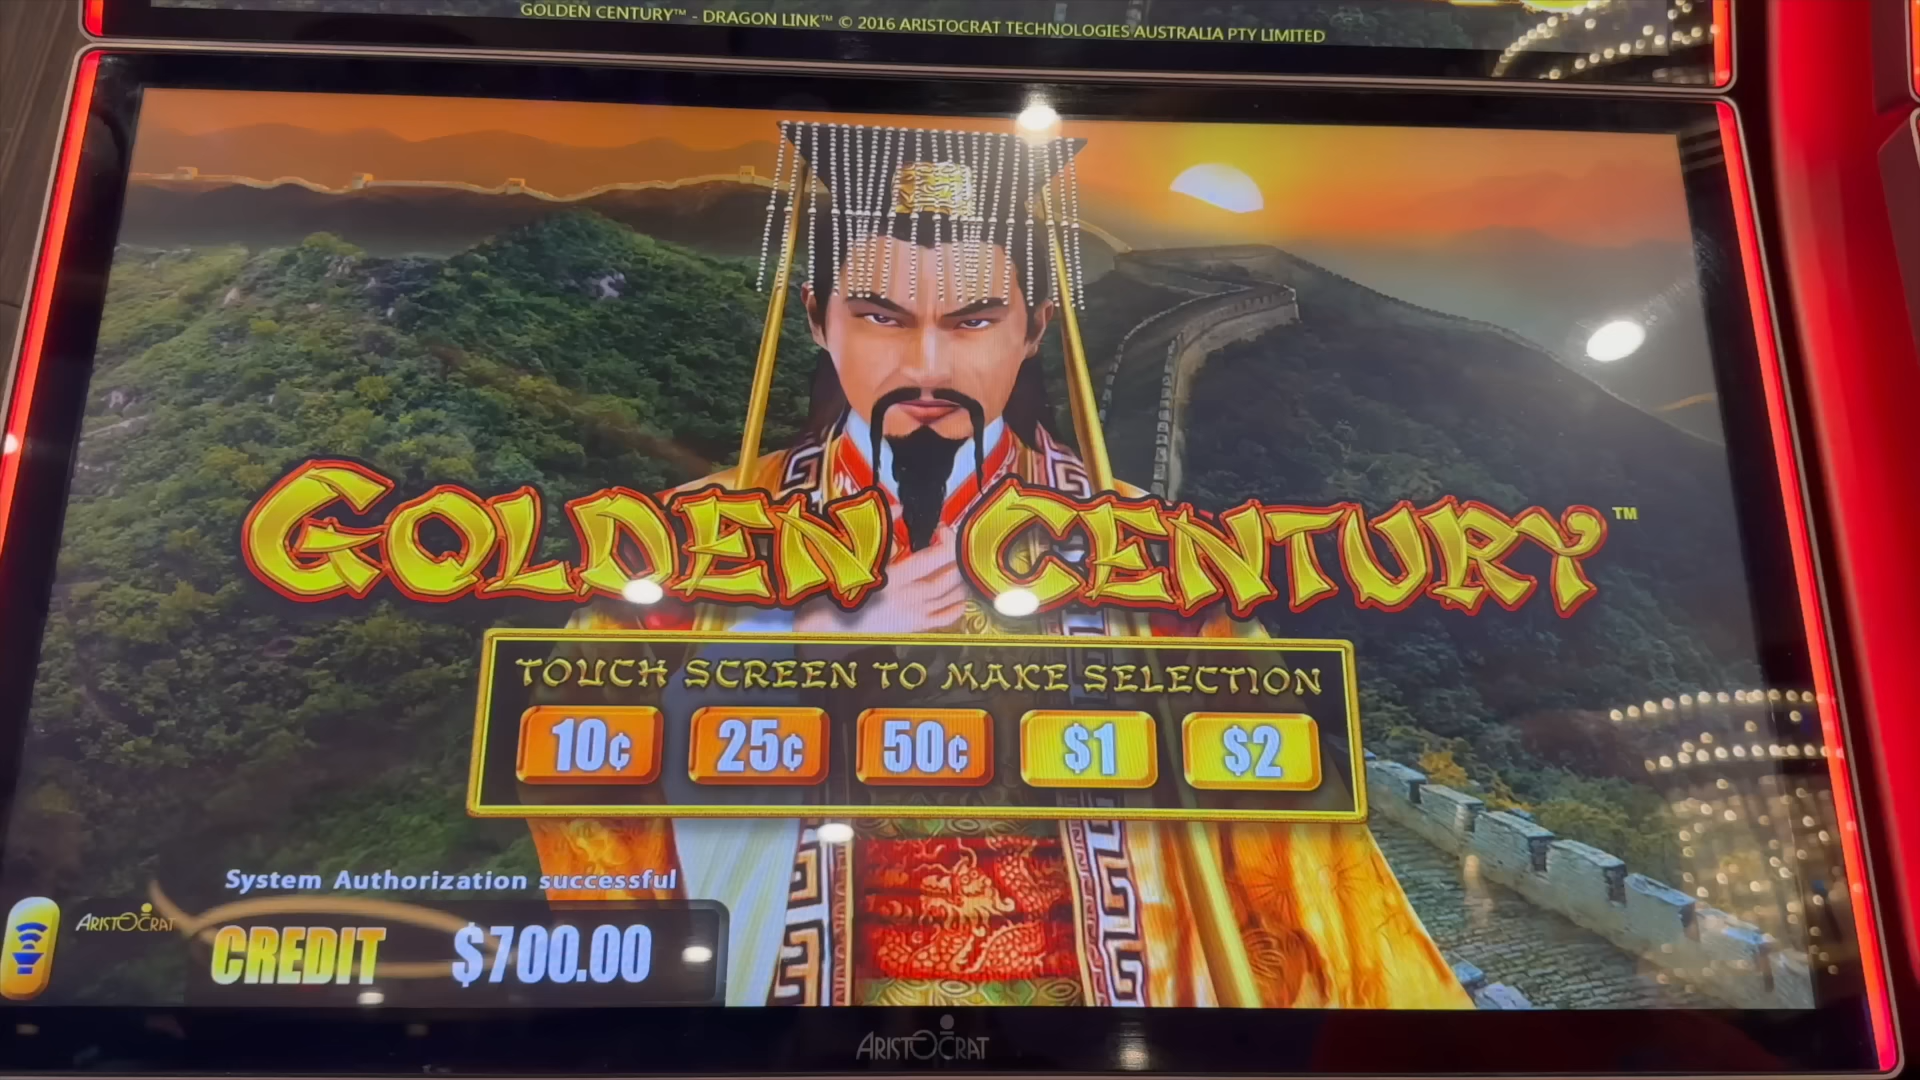 GOLDEN CENTURY™ - DRAGON LINK™ © 2016 ARISTOCRAT TECHNOLOGIES AUSTRALIA PTY LIMITED
GOLDEN CENTURY™
TOUCH SCREEN TO MAKE SELECTION
10¢ 25¢ 50¢ $1 $2
System Authorization successful
ARISTOCRAT
CREDIT $700.00
ARISTOCRAT